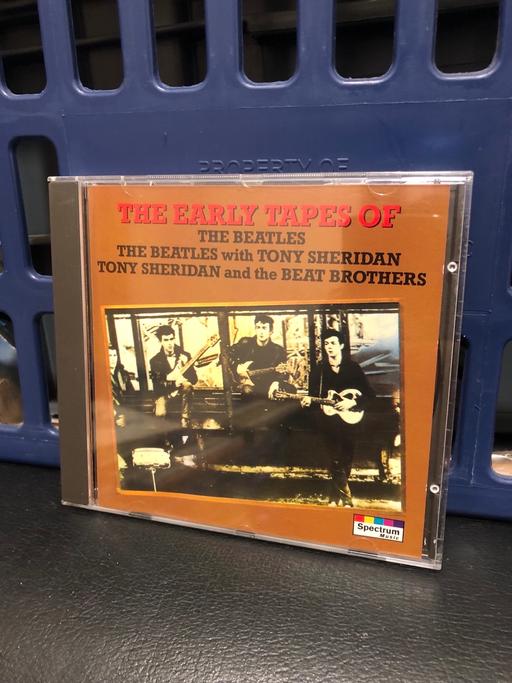 PROPERTY OF
THE EARLY TAPES OF
THE BEATLES
THE BEATLES with TONY SHERIDAN
TONY SHERIDAN and the BEAT BROTHERS
Spectrum
Music